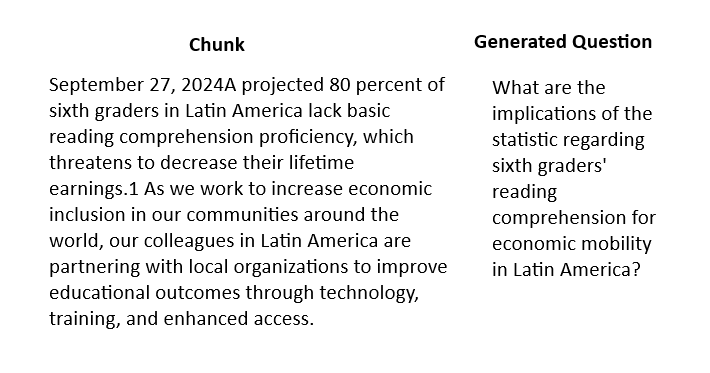 Chunk
September 27, 2024A projected 80 percent of
sixth graders in Latin America lack basic
reading comprehension proficiency, which
threatens to decrease their lifetime
earnings.1 As we work to increase economic
inclusion in our communities around the
world, our colleagues in Latin America are
partnering with local organizations to improve
educational outcomes through technology,
training, and enhanced access.
Generated Question
What are the
implications of the
statistic regarding
sixth graders'
reading
comprehension for
economic mobility
in Latin America?